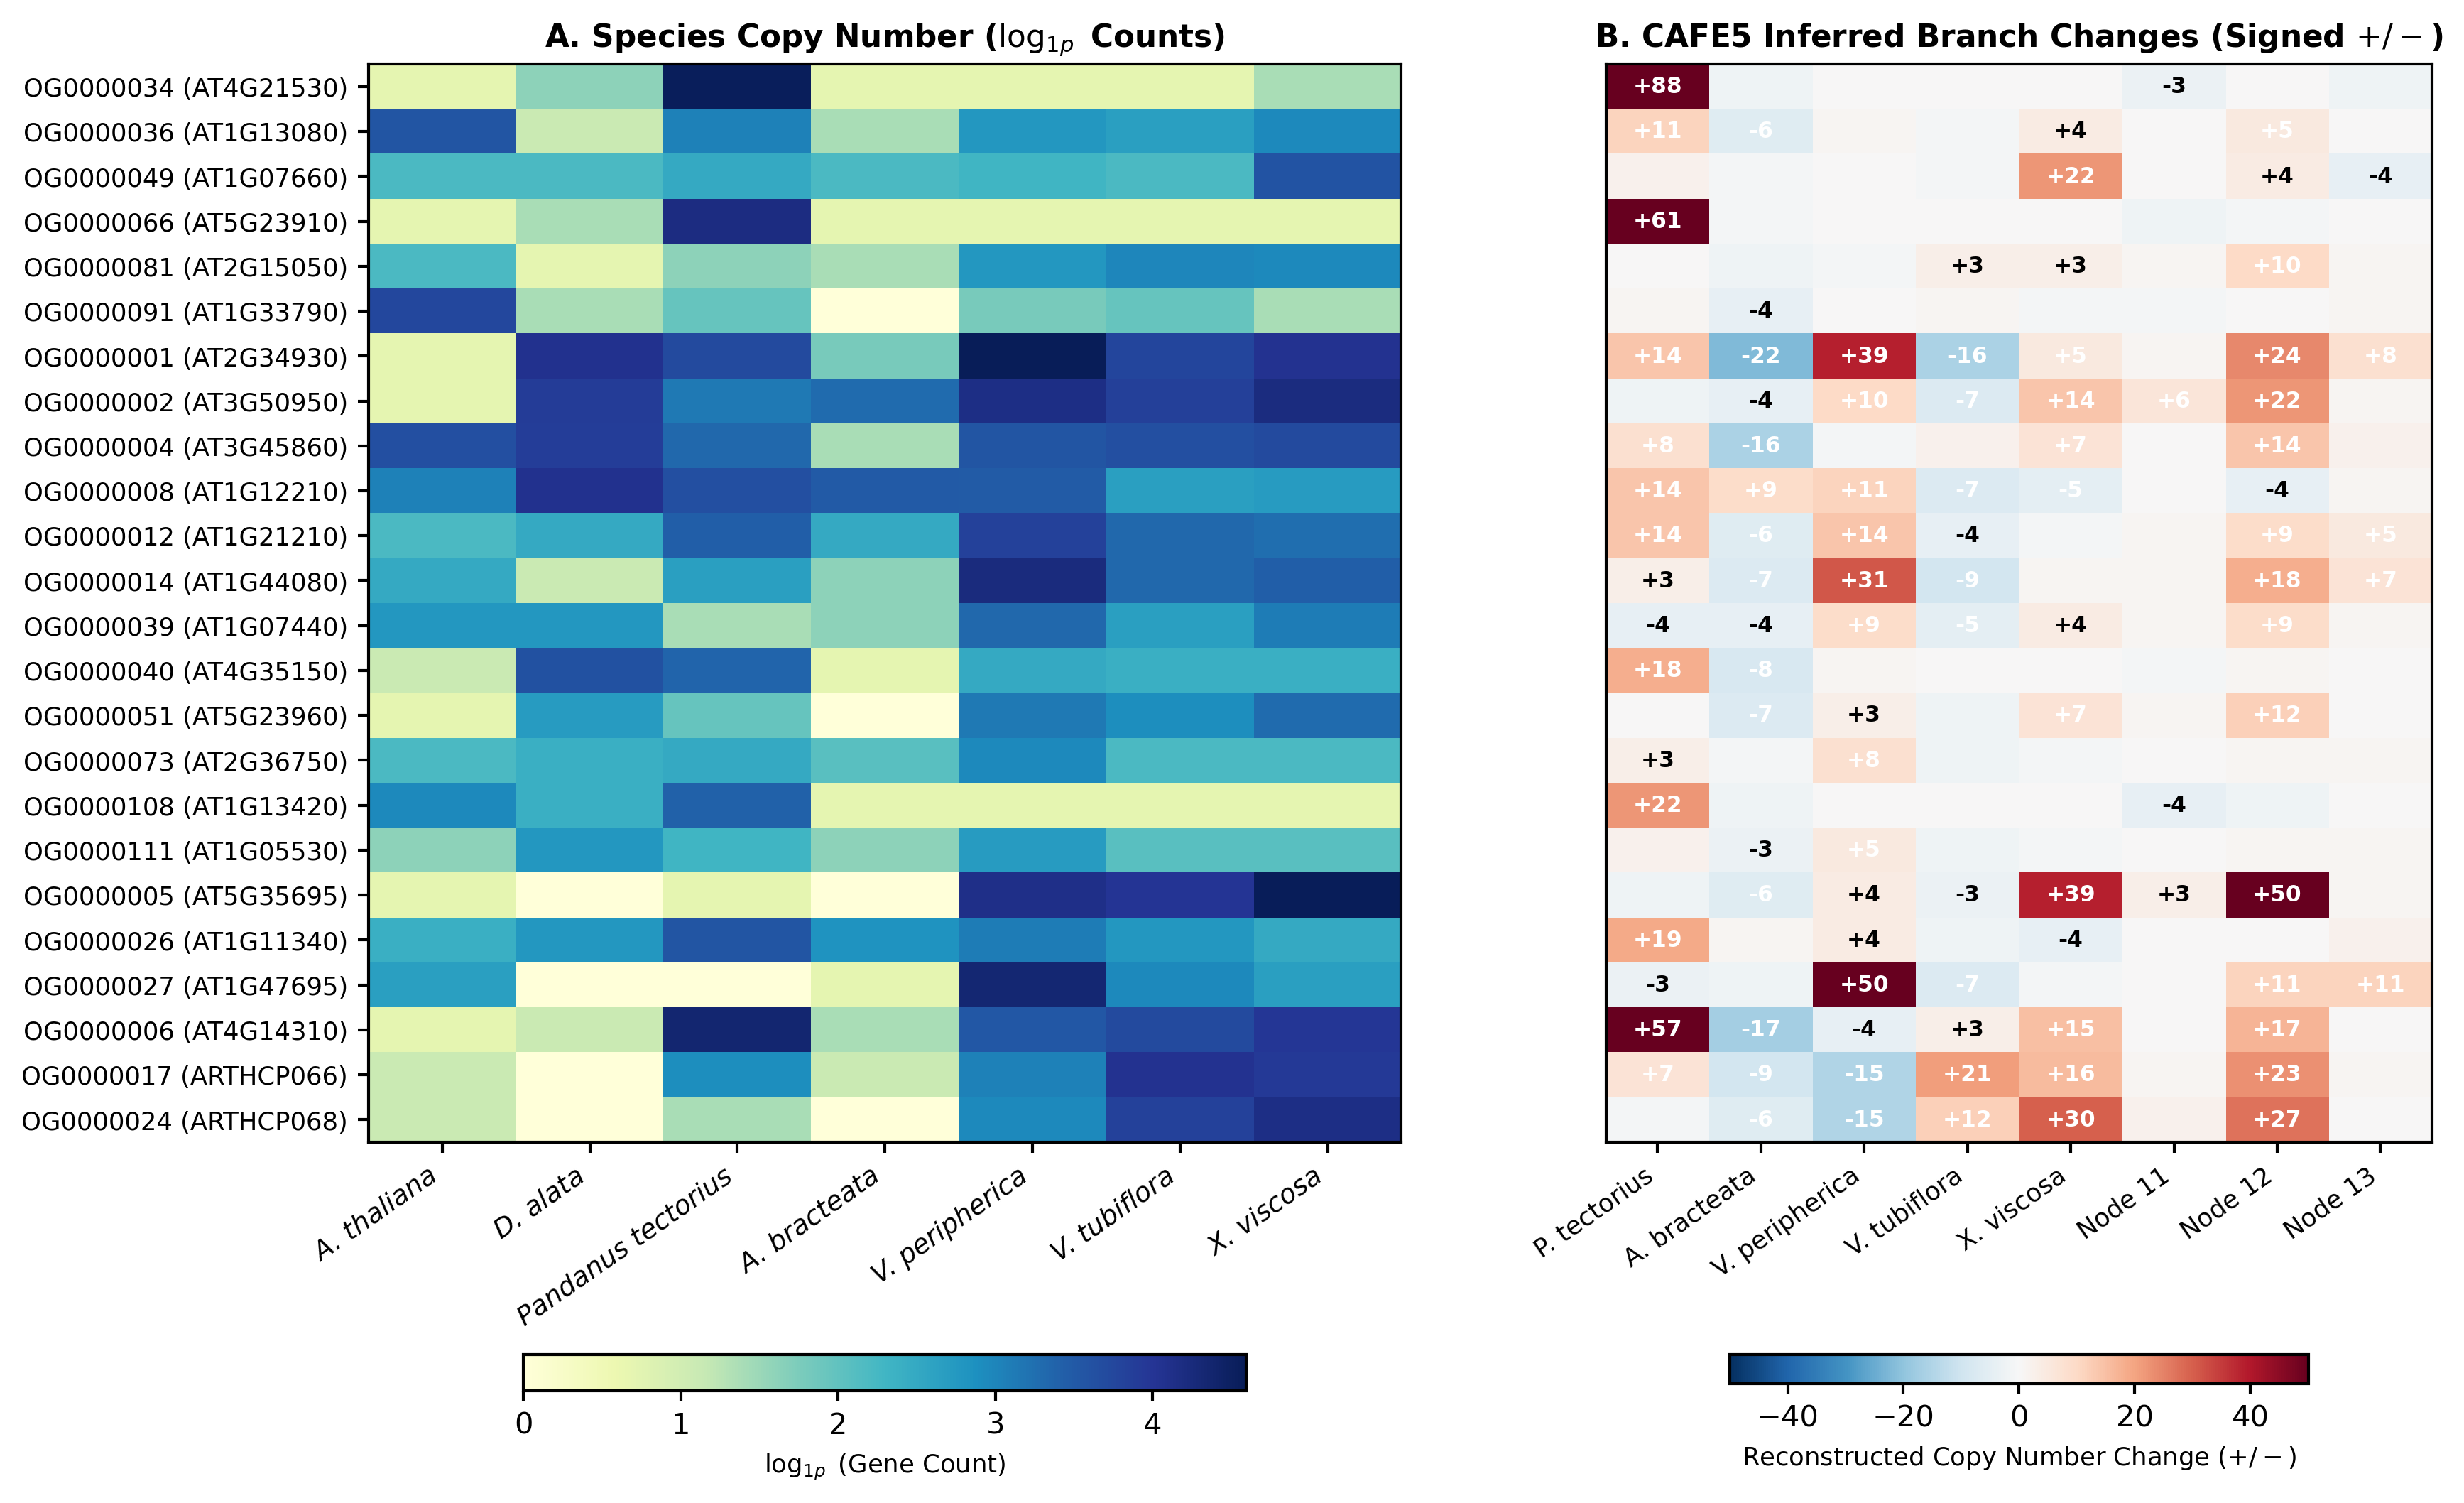 A. Species Copy Number (log1p Counts)
B. CAFE5 Inferred Branch Changes (Signed +/−)
OG0000034 (AT4G21530) +88 -3
OG0000036 (AT1G13080) +11 -6 +4 +5
OG0000049 (AT1G07660) +22 +4 -4
OG0000066 (AT5G23910) +61
OG0000081 (AT2G15050) +3 +3 +10
OG0000091 (AT1G33790) -4
OG0000001 (AT2G34930) +14 -22 +39 -16 +5 +24 +8
OG0000002 (AT3G50950) -4 +10 -7 +14 +6 +22
OG0000004 (AT3G45860) +8 -16 +7 +14
OG0000008 (AT1G12210) +14 +9 +11 -7 -5 -4
OG0000012 (AT1G21210) +14 -6 +14 -4 +9 +5
OG0000014 (AT1G44080) +3 -7 +31 -9 +18 +7
OG0000039 (AT1G07440) -4 -4 +9 -5 +4 +9
OG0000040 (AT4G35150) +18 -8
OG0000051 (AT5G23960) -7 +3 +7 +12
OG0000073 (AT2G36750) +3 +8
OG0000108 (AT1G13420) +22 -4
OG0000111 (AT1G05530) -3 +5
OG0000005 (AT5G35695) -6 +4 -3 +39 +3 +50
OG0000026 (AT1G11340) +19 +4 -4
OG0000027 (AT1G47695) -3 +50 -7 +11 +11
OG0000006 (AT4G14310) +57 -17 -4 +3 +15 +17
OG0000017 (ARTHCP066) +7 -9 -15 +21 +16 +23
OG0000024 (ARTHCP068) -6 -15 +12 +30 +27
A. thaliana D. alata Pandanus tectorius A. bracteata V. peripherica V. tubiflora X. viscosa
P. tectorius A. bracteata V. peripherica V. tubiflora X. viscosa Node 11 Node 12 Node 13
0 1 2 3 4
log1p (Gene Count)
−40 −20 0 20 40
Reconstructed Copy Number Change (+/−)